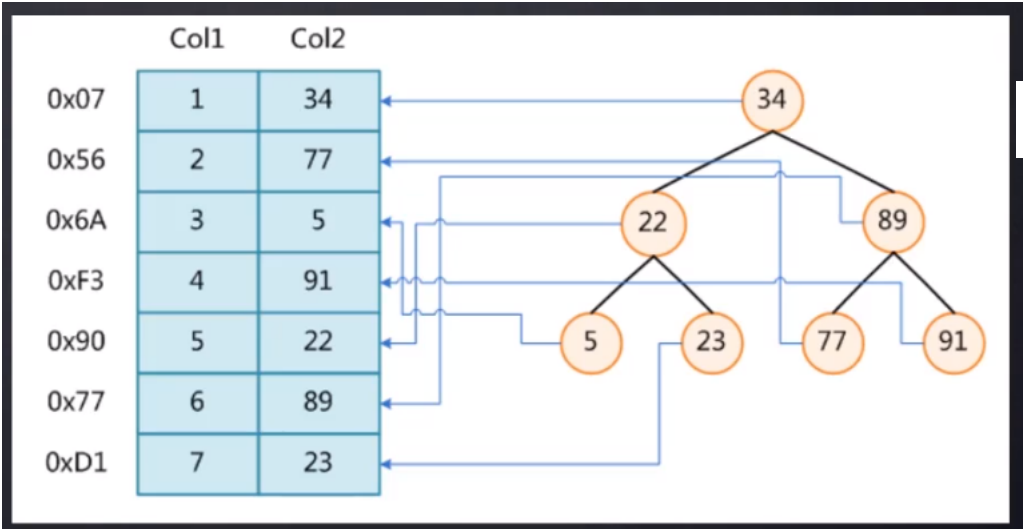 Col1 Col2
0x07 1 34 34
0x56 2 77
0x6A 3 5 22 89
0xF3 4 91
0x90 5 22 5 23 77 91
0x77 6 89
0xD1 7 23